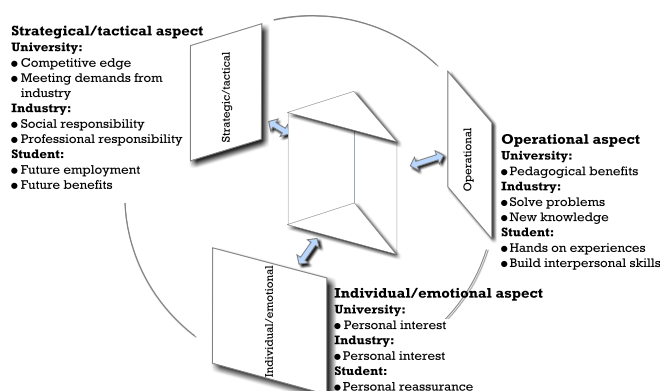 Strategical/tactical aspect
University:
● Competitive edge
● Meeting demands from
industry
Industry:
● Social responsibility
● Professional responsibility
Student:
● Future employment
● Future benefits
Strategic/tactical
Operational
Operational aspect
University:
● Pedagogical benefits
Industry:
● Solve problems
● New knowledge
Student:
● Hands on experiences
● Build interpersonal skills
Individual/emotional
Individual/emotional aspect
University:
● Personal interest
Industry:
● Personal interest
Student:
● Personal reassurance